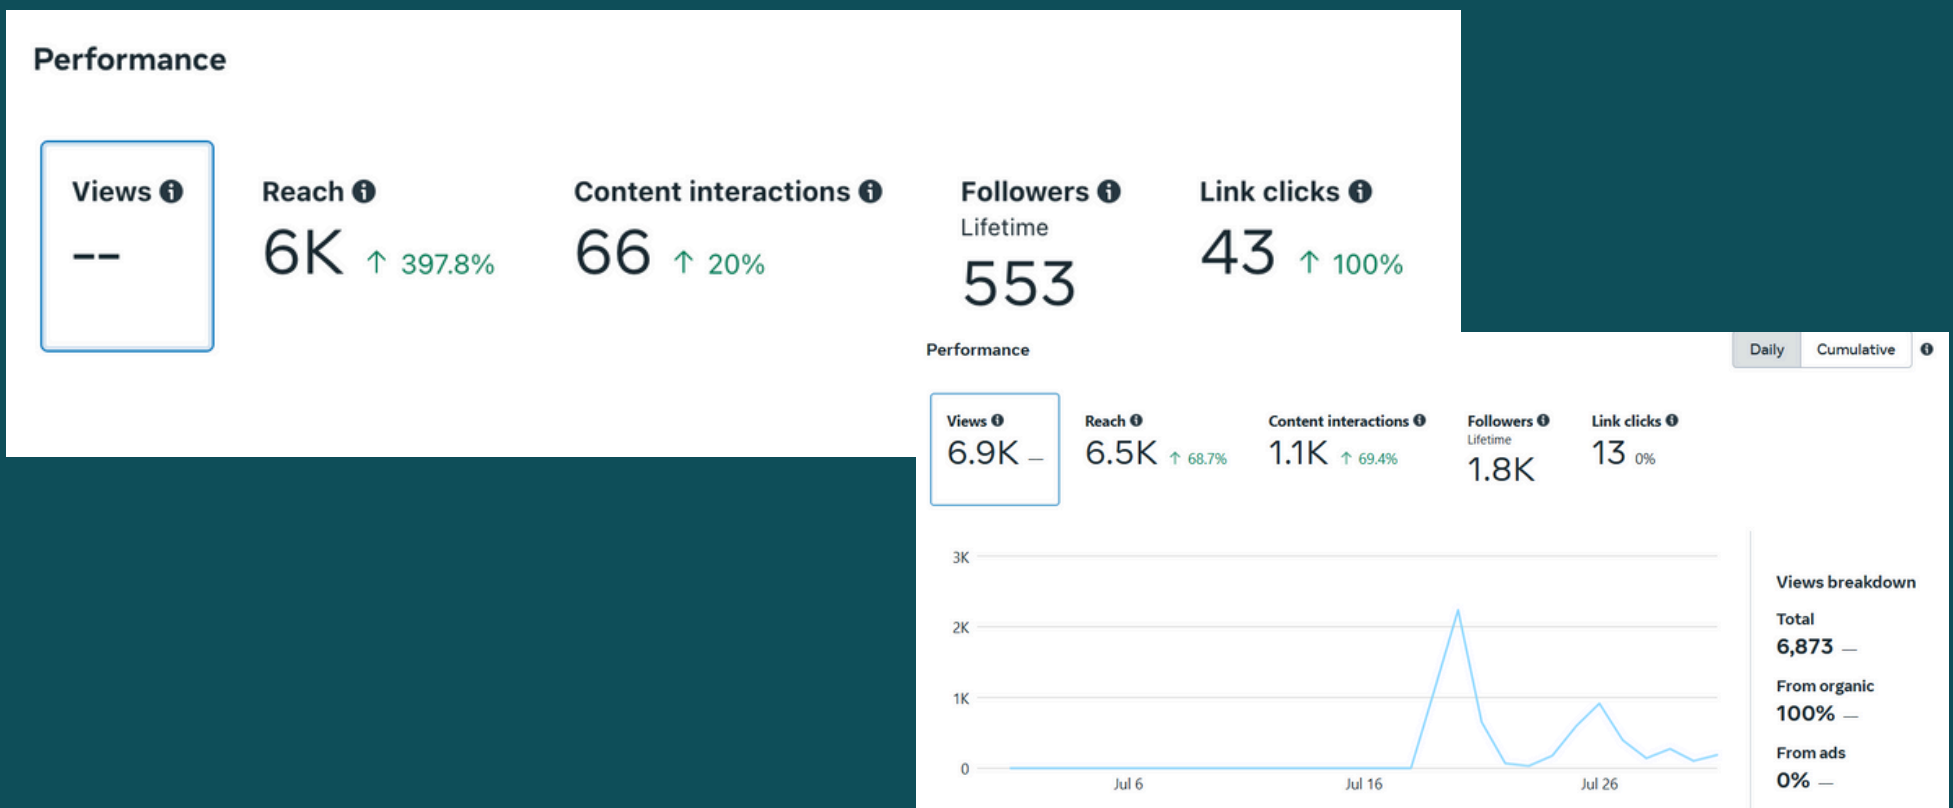 Performance
Views Reach Content interactions Followers Link clicks
Lifetime
-- 6K ↑ 397.8% 66 ↑ 20% 553 43 ↑ 100%
Performance Daily Cumulative
Views Reach Content interactions Followers Link clicks
Lifetime
6.9K — 6.5K ↑ 68.7% 1.1K ↑ 69.4% 1.8K 13 0%
3K
2K
1K
0
Jul 6 Jul 16 Jul 26
Views breakdown
Total
6,873 —
From organic
100% —
From ads
0% —